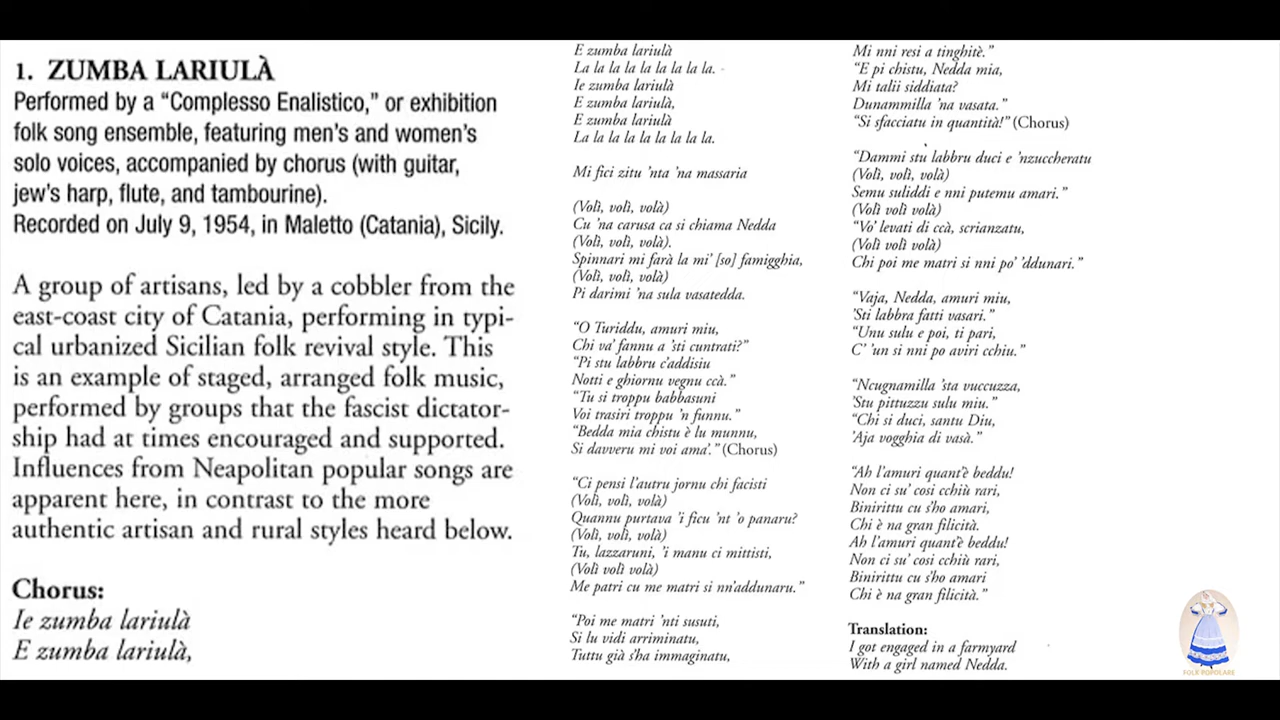 1. ZUMBA LARIULÀ
Performed by a “Complesso Enalistico,” or exhibition
folk song ensemble, featuring men’s and women’s
solo voices, accompanied by chorus (with guitar,
jew’s harp, flute, and tambourine).
Recorded on July 9, 1954, in Maletto (Catania), Sicily.
A group of artisans, led by a cobbler from the
east-coast city of Catania, performing in typi-
cal urbanized Sicilian folk revival style. This
is an example of staged, arranged folk music,
performed by groups that the fascist dictator-
ship had at times encouraged and supported.
Influences from Neapolitan popular songs are
apparent here, in contrast to the more
authentic artisan and rural styles heard below.
Chorus:
Ie zumba lariulà
E zumba lariulà,
E zumba lariulà
La la la la la la la la la.
Ie zumba lariulà
E zumba lariulà,
E zumba lariulà
La la la la la la la la la.
Mi fici zitu ’nta ’na massaria
(Volì, volì, volà)
Cu ’na carusa ca si chiama Nedda
(Volì, volì, volà).
Spinnari mi farà la mi’ [so] famigghia,
(Volì, volì, volà)
Pi darimi ’na sula vasatedda.
“O Turiddu, amuri miu,
Chi va’ fannu a ’sti cuntrati?”
“Pi stu labbru c’addisiu
Notti e ghiornu vegnu ccà.”
“Tu si troppu babbasuni
Voi trasiri troppu ’n funnu.”
“Bedda mia chistu è lu munnu,
Si davveru mi voi ama’.” (Chorus)
“Ci pensi l’autru jornu chi facisti
(Volì, volì, volà)
Quannu purtava ’i ficu ’nt ’o panaru?
(Volì, volì, volà)
Tu, lazzaruni, ’i manu ci mittisti,
(Volì volì volà)
Me patri cu me matri si nn’addunaru.”
“Poi me matri ’nti susuti,
Si lu vidi arriminatu,
Tuttu già s’ha immaginatu,
Mi nni resi a tinghitè.”
“E pi chistu, Nedda mia,
Mi talii siddiata?
Dunammilla ’na vasata.”
“Si sfacciatu in quantità!” (Chorus)
“Dammi stu labbru duci e ’nzuccheratu
(Volì, volì, volà)
Semu suliddi e nni putemu amari.”
(Volì volì volà)
“Vo’ levati di ccà, scrianzatu,
(Volì volì volà)
Chi poi me matri si nni po’ ’ddunari.”
“Vaja, Nedda, amuri miu,
’Sti labbra fatti vasari.”
“Unu sulu e poi, ti pari,
C’ ’un si nni po aviri cchiu.”
“Ncugnamilla ’sta vuccuzza,
’Stu pituzzu sulu miu.”
“Chi si duci, santu Diu,
’Aja vogghia di vasà.”
“Ah l’amuri quant’è beddu!
Non ci su’ cosi cchiù rari,
Binirittu cu s’ho amari,
Chi è na gran filicità.
Ah l’amuri quant’è beddu!
Non ci su’ cosi cchiù rari,
Binirittu cu s’ho amari
Chi è na gran filicità.”
Translation:
I got engaged in a farmyard
With a girl named Nedda.
FOLK POPOLARE